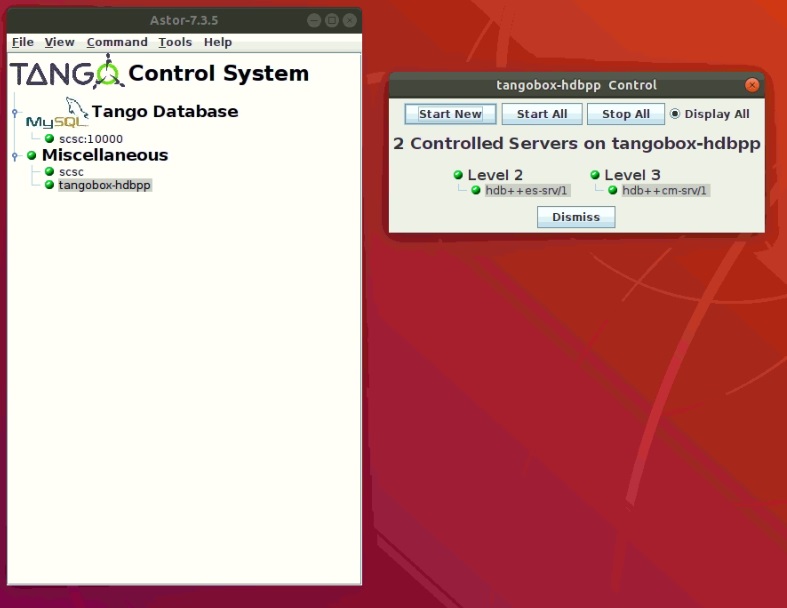 Astor-7.3.5
File View Command Tools Help
TANGO Control System
MySQL Tango Database
scsc:10000
Miscellaneous
scsc
tangobox-hdbpp
tangobox-hdbpp Control
Start New Start All Stop All Display All
2 Controlled Servers on tangobox-hdbpp
Level 2 Level 3
hdb++es-srv/1 hdb++cm-srv/1
Dismiss